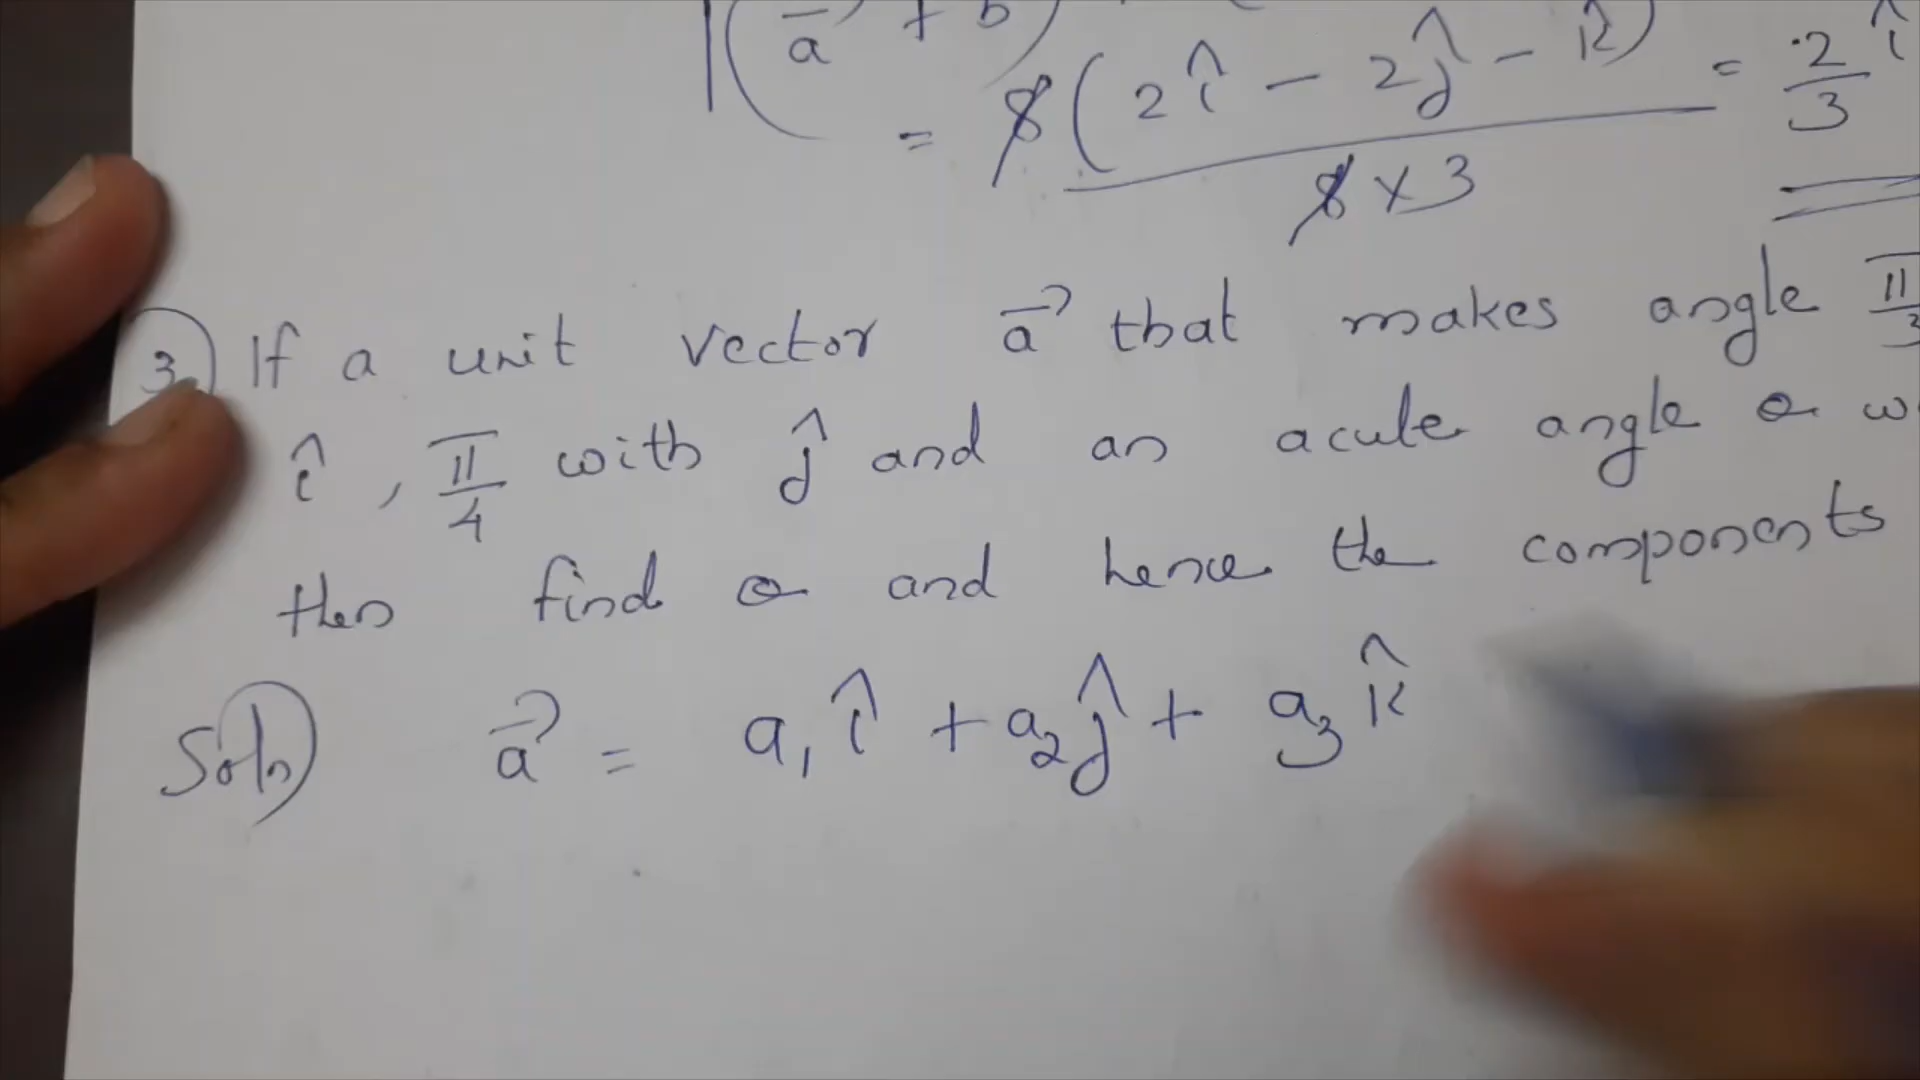 |(a⃗ + b)
= 8(2î − 2ĵ − k̂) / 8 × 3 = 2/3 î
3) If a unit vector a⃗ that makes angle π/3
î , π/4 with ĵ and an acute angle θ
then find θ and hence the components
Soln) a⃗ = a₁î + a₂ĵ + a₃k̂